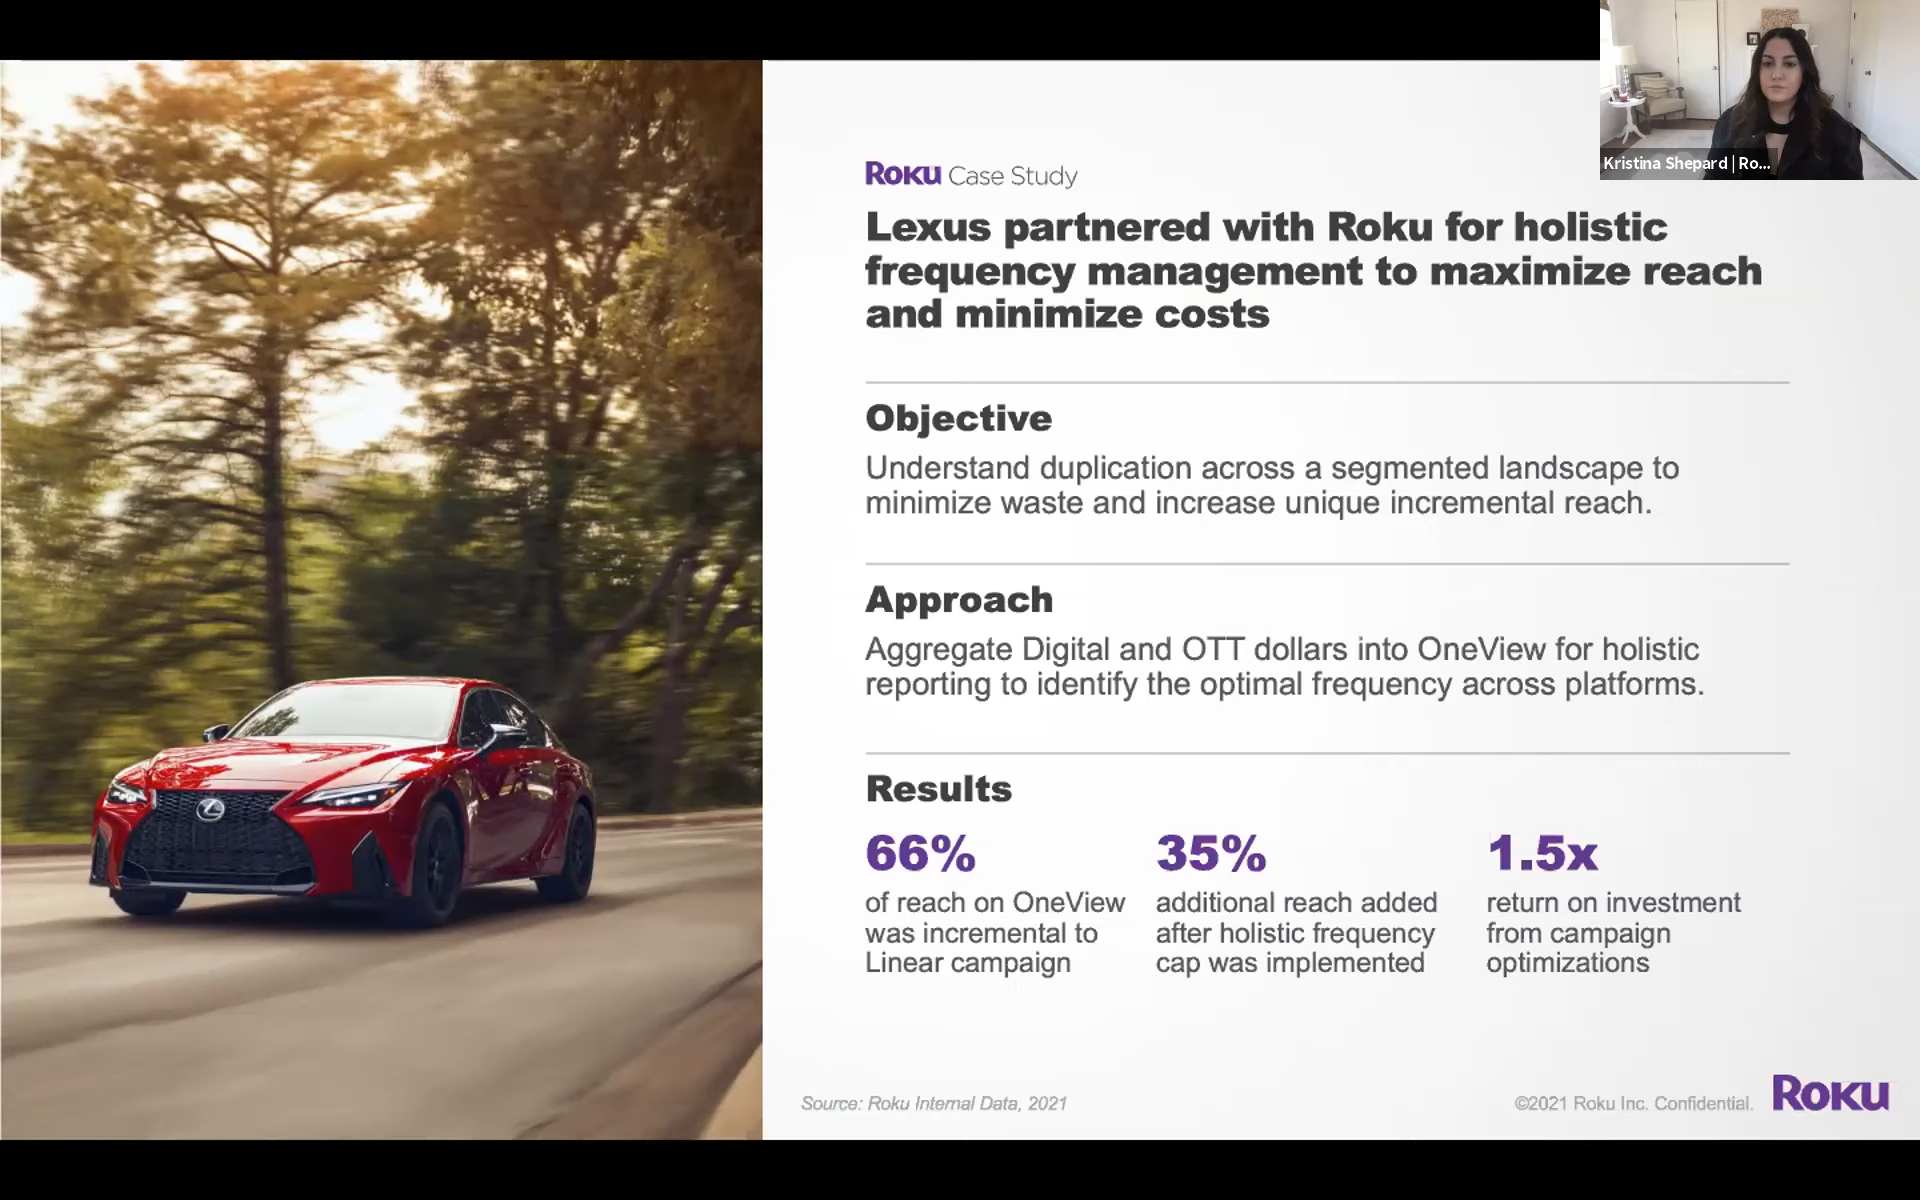 Kristina Shepard | Ro...
Roku Case Study
Lexus partnered with Roku for holistic
frequency management to maximize reach
and minimize costs
Objective
Understand duplication across a segmented landscape to
minimize waste and increase unique incremental reach.
Approach
Aggregate Digital and OTT dollars into OneView for holistic
reporting to identify the optimal frequency across platforms.
Results
66%
of reach on OneView
was incremental to
Linear campaign
35%
additional reach added
after holistic frequency
cap was implemented
1.5x
return on investment
from campaign
optimizations
Source: Roku Internal Data, 2021
©2021 Roku Inc. Confidential.
Roku